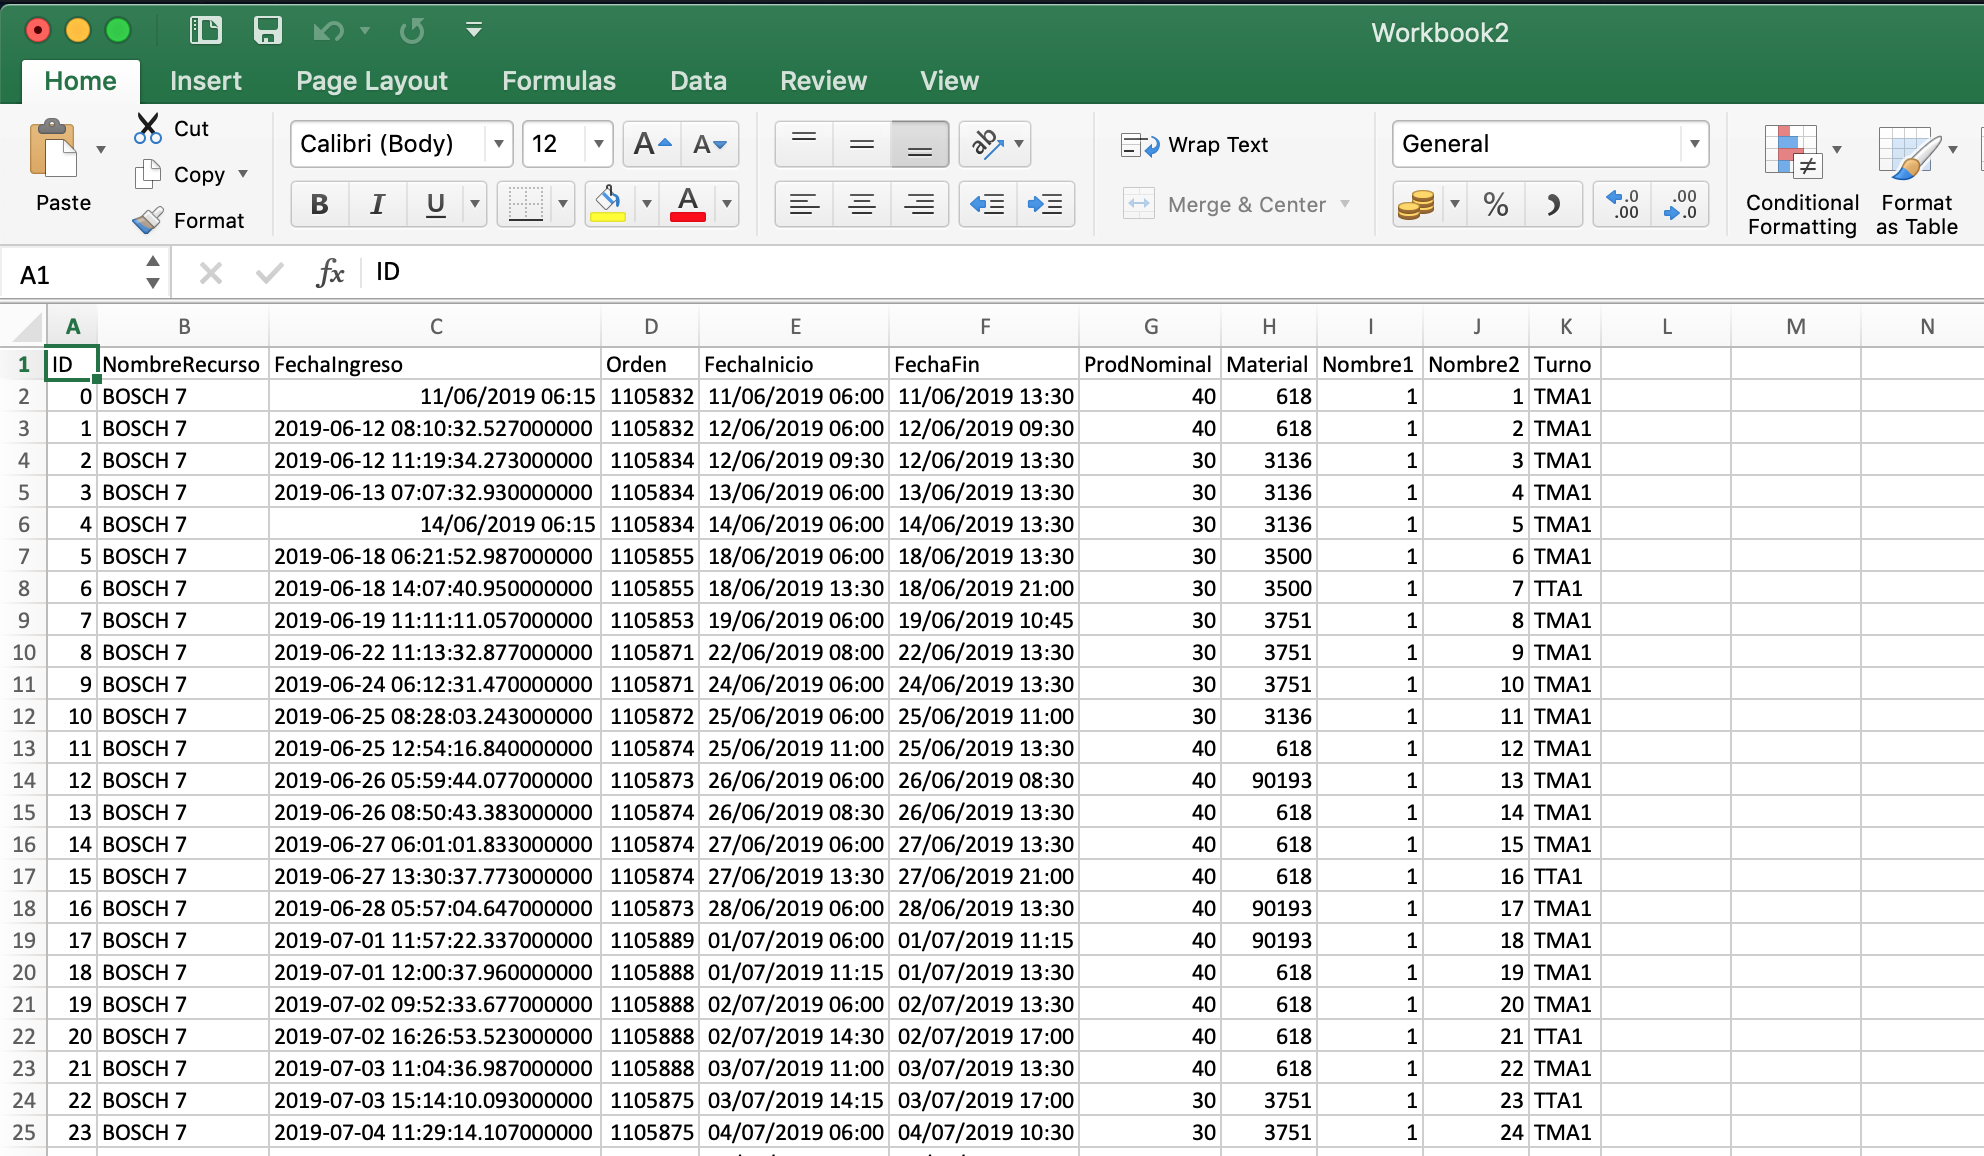 Workbook2
Home Insert Page Layout Formulas Data Review View
Cut
Calibri (Body) 12 A A ab Wrap Text General
Copy
Paste B I U A Merge & Center % .0 .00 .00 .0 Conditional Formatting Format as Table
Format
A1 fx ID
A B C D E F G H I J K L M N
1 ID NombreRecurso FechaIngreso Orden FechaInicio FechaFin ProdNominal Material Nombre1 Nombre2 Turno
2 0 BOSCH 7 11/06/2019 06:15 1105832 11/06/2019 06:00 11/06/2019 13:30 40 618 1 1 TMA1
3 1 BOSCH 7 2019-06-12 08:10:32.527000000 1105832 12/06/2019 06:00 12/06/2019 09:30 40 618 1 2 TMA1
4 2 BOSCH 7 2019-06-12 11:19:34.273000000 1105834 12/06/2019 09:30 12/06/2019 13:30 30 3136 1 3 TMA1
5 3 BOSCH 7 2019-06-13 07:07:32.930000000 1105834 13/06/2019 06:00 13/06/2019 13:30 30 3136 1 4 TMA1
6 4 BOSCH 7 14/06/2019 06:15 1105834 14/06/2019 06:00 14/06/2019 13:30 30 3136 1 5 TMA1
7 5 BOSCH 7 2019-06-18 06:21:52.987000000 1105855 18/06/2019 06:00 18/06/2019 13:30 30 3500 1 6 TMA1
8 6 BOSCH 7 2019-06-18 14:07:40.950000000 1105855 18/06/2019 13:30 18/06/2019 21:00 30 3500 1 7 TTA1
9 7 BOSCH 7 2019-06-19 11:11:11.057000000 1105853 19/06/2019 06:00 19/06/2019 10:45 30 3751 1 8 TMA1
10 8 BOSCH 7 2019-06-22 11:13:32.877000000 1105871 22/06/2019 08:00 22/06/2019 13:30 30 3751 1 9 TMA1
11 9 BOSCH 7 2019-06-24 06:12:31.470000000 1105871 24/06/2019 06:00 24/06/2019 13:30 30 3751 1 10 TMA1
12 10 BOSCH 7 2019-06-25 08:28:03.243000000 1105872 25/06/2019 06:00 25/06/2019 11:00 30 3136 1 11 TMA1
13 11 BOSCH 7 2019-06-25 12:54:16.840000000 1105874 25/06/2019 11:00 25/06/2019 13:30 40 618 1 12 TMA1
14 12 BOSCH 7 2019-06-26 05:59:44.077000000 1105873 26/06/2019 06:00 26/06/2019 08:30 40 90193 1 13 TMA1
15 13 BOSCH 7 2019-06-26 08:50:43.383000000 1105874 26/06/2019 08:30 26/06/2019 13:30 40 618 1 14 TMA1
16 14 BOSCH 7 2019-06-27 06:01:01.833000000 1105874 27/06/2019 06:00 27/06/2019 13:30 40 618 1 15 TMA1
17 15 BOSCH 7 2019-06-27 13:30:37.773000000 1105874 27/06/2019 13:30 27/06/2019 21:00 40 618 1 16 TTA1
18 16 BOSCH 7 2019-06-28 05:57:04.647000000 1105873 28/06/2019 06:00 28/06/2019 13:30 40 90193 1 17 TMA1
19 17 BOSCH 7 2019-07-01 11:57:22.337000000 1105889 01/07/2019 06:00 01/07/2019 11:15 40 90193 1 18 TMA1
20 18 BOSCH 7 2019-07-01 12:00:37.960000000 1105888 01/07/2019 11:15 01/07/2019 13:30 40 618 1 19 TMA1
21 19 BOSCH 7 2019-07-02 09:52:33.677000000 1105888 02/07/2019 06:00 02/07/2019 13:30 40 618 1 20 TMA1
22 20 BOSCH 7 2019-07-02 16:26:53.523000000 1105888 02/07/2019 14:30 02/07/2019 17:00 40 618 1 21 TTA1
23 21 BOSCH 7 2019-07-03 11:04:36.987000000 1105888 03/07/2019 11:00 03/07/2019 13:30 40 618 1 22 TMA1
24 22 BOSCH 7 2019-07-03 15:14:10.093000000 1105875 03/07/2019 14:15 03/07/2019 17:00 30 3751 1 23 TTA1
25 23 BOSCH 7 2019-07-04 11:29:14.107000000 1105875 04/07/2019 06:00 04/07/2019 10:30 30 3751 1 24 TMA1